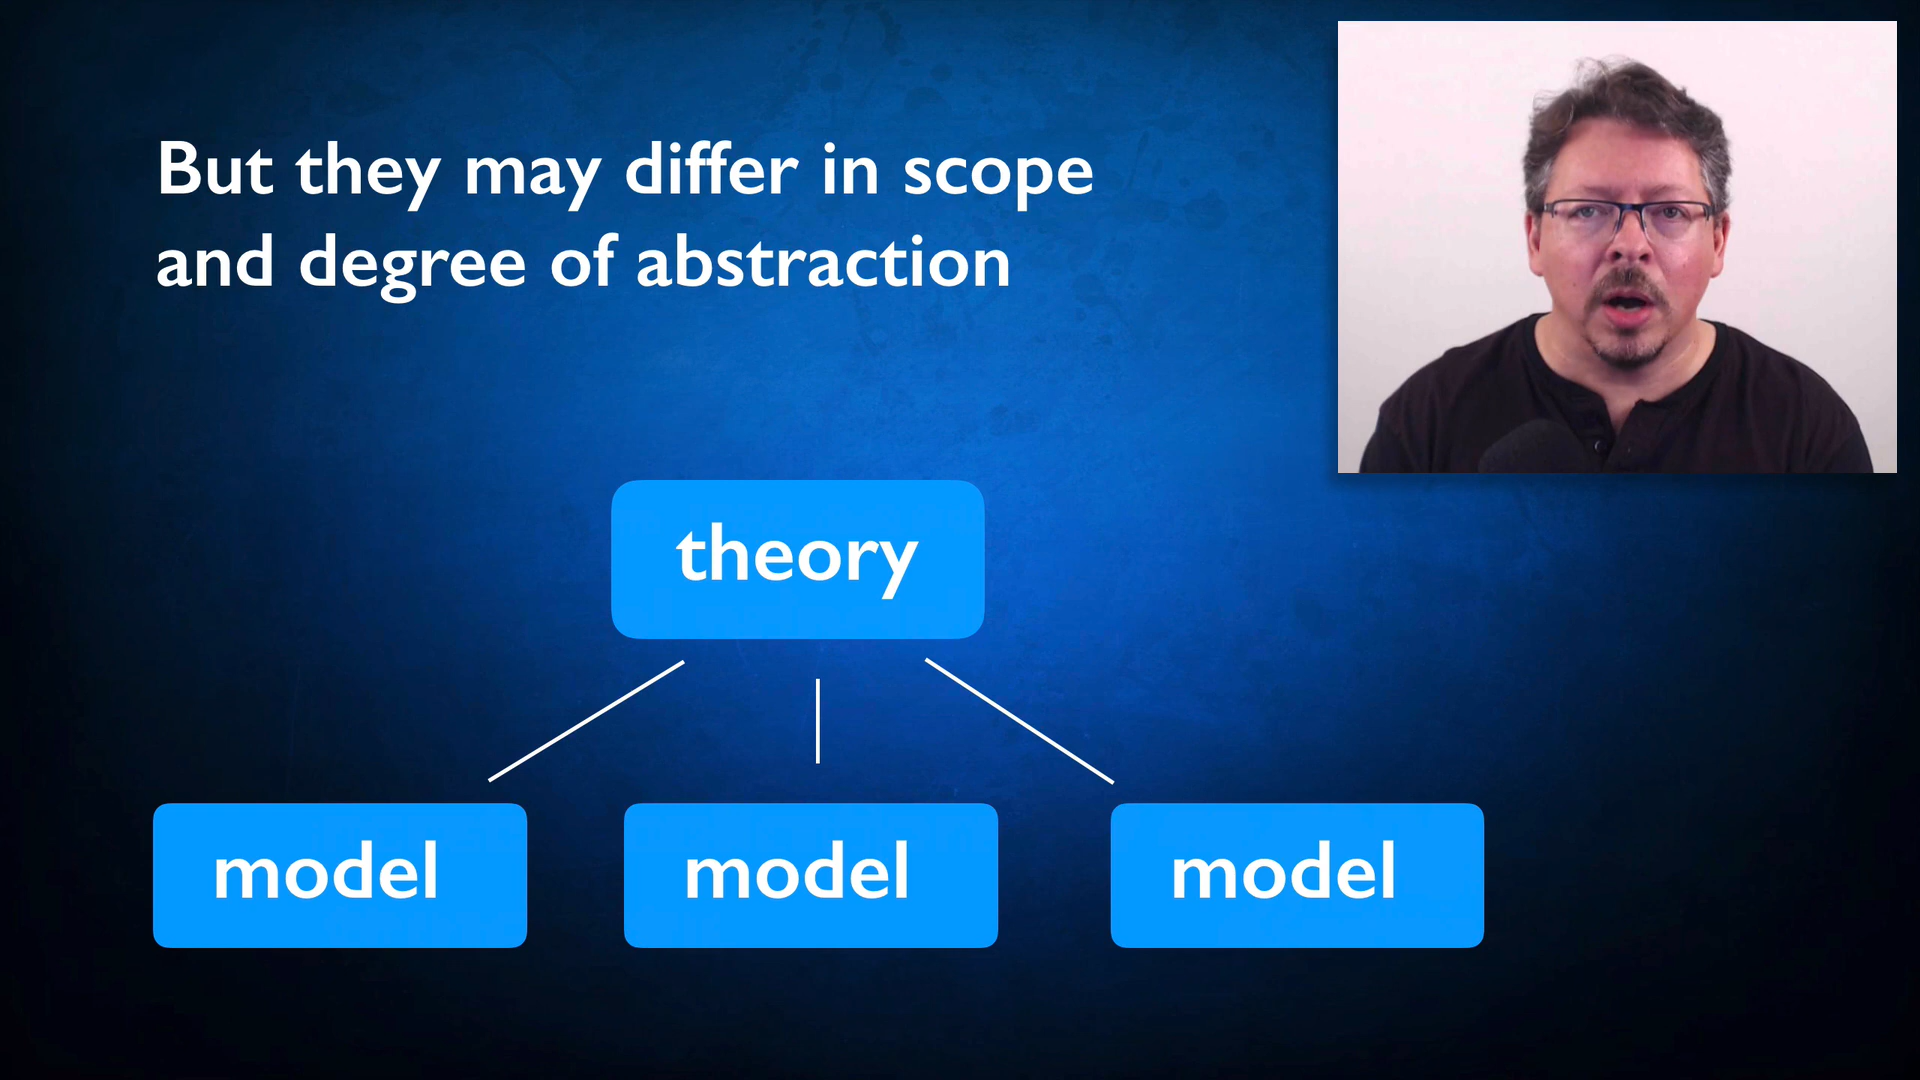 But they may differ in scope
and degree of abstraction
theory
model
model
model